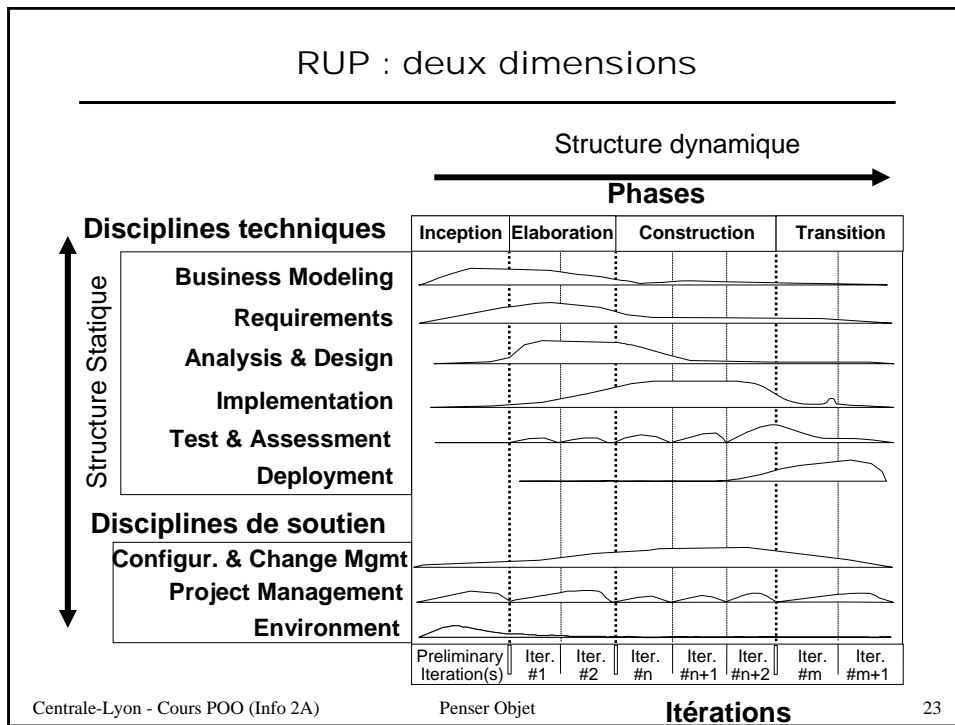 RUP : deux dimensions
Structure dynamique
Phases
Disciplines techniques
Inception Elaboration Construction Transition
Structure Statique
Business Modeling
Requirements
Analysis & Design
Implementation
Test & Assessment
Deployment
Disciplines de soutien
Configur. & Change Mgmt
Project Management
Environment
Preliminary Iter. Iter. Iter. Iter. Iter. Iter. Iter.
Iteration(s) #1 #2 #n #n+1 #n+2 #m #m+1
Centrale-Lyon - Cours POO (Info 2A) Penser Objet Itérations 23